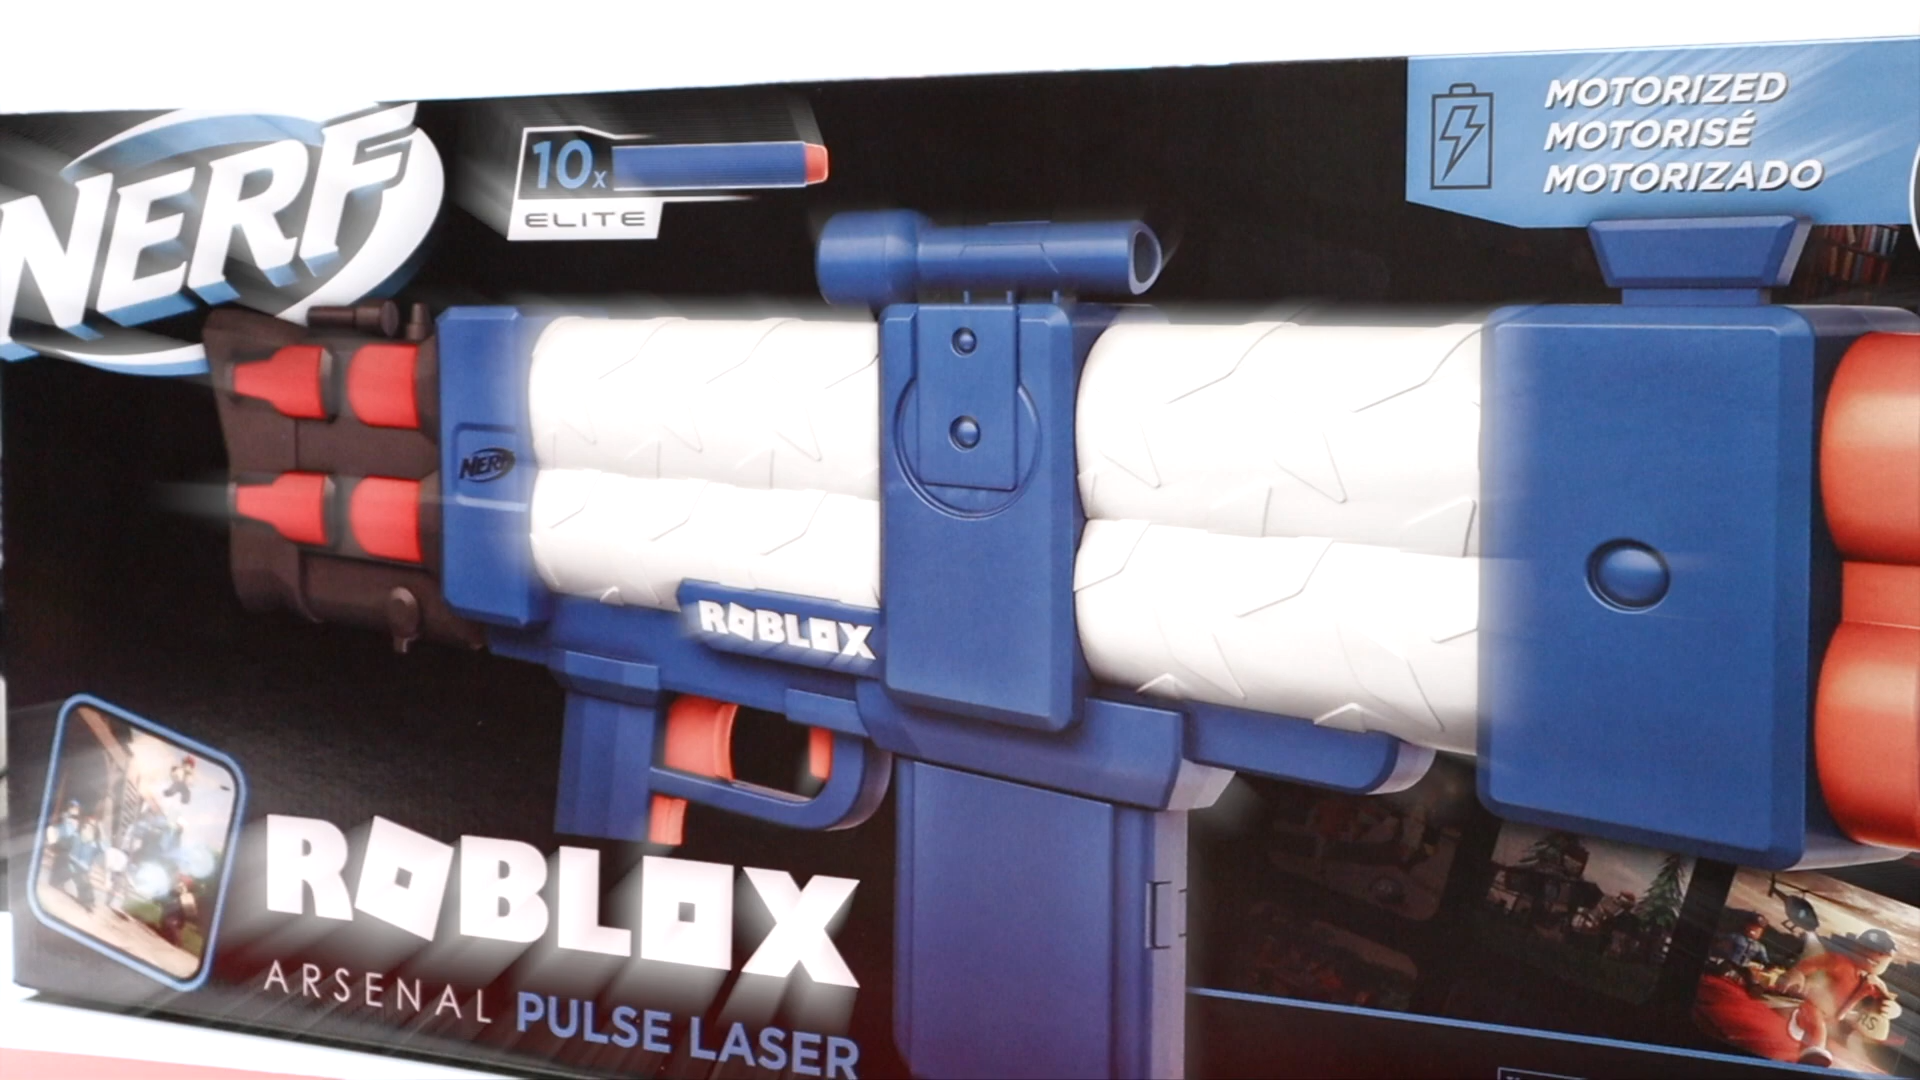 NERF
10x
ELITE
MOTORIZED
MOTORISÉ
MOTORIZADO
NERF
ROBLOX
ROBLOX
ARSENAL PULSE LASER